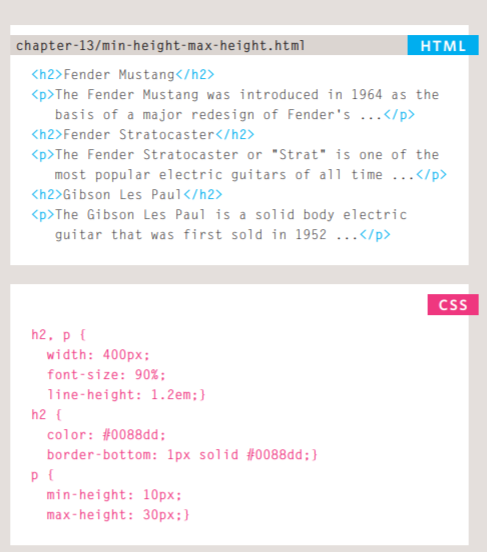 chapter-13/min-height-max-height.html HTML
<h2>Fender Mustang</h2>
<p>The Fender Mustang was introduced in 1964 as the
basis of a major redesign of Fender's ...</p>
<h2>Fender Stratocaster</h2>
<p>The Fender Stratocaster or "Strat" is one of the
most popular electric guitars of all time ...</p>
<h2>Gibson Les Paul</h2>
<p>The Gibson Les Paul is a solid body electric
guitar that was first sold in 1952 ...</p>
CSS
h2, p {
width: 400px;
font-size: 90%;
line-height: 1.2em;}
h2 {
color: #0088dd;
border-bottom: 1px solid #0088dd;}
p {
min-height: 10px;
max-height: 30px;}